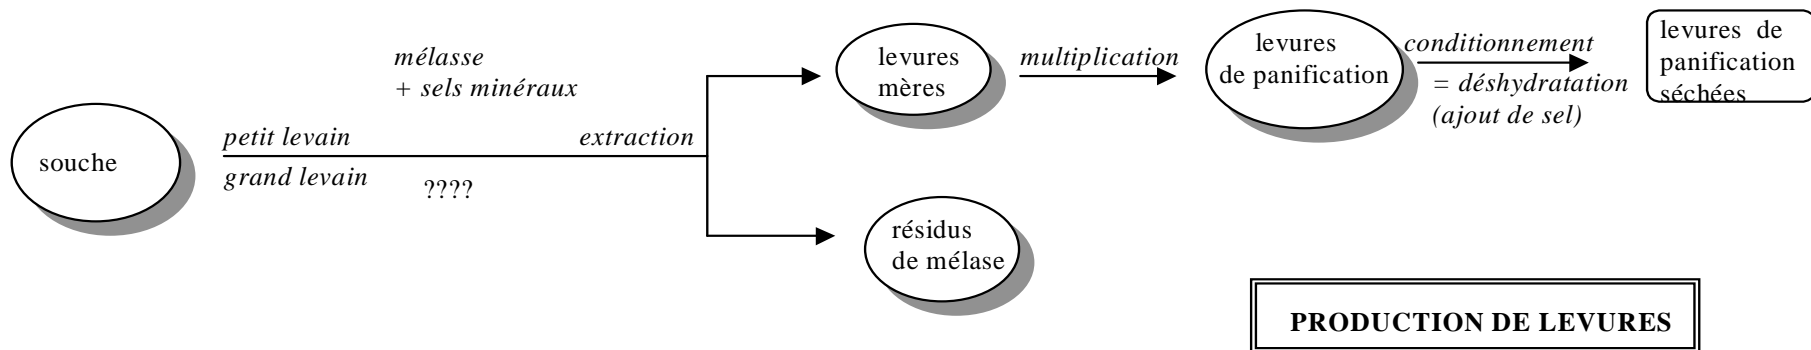 souche
petit levain
grand levain
mélasse
+ sels minéraux
????
extraction
levures
mères
résidus
de mélase
multiplication
levures
de panification
conditionnement
= déshydratation
(ajout de sel)
levures de
panification
séchées
PRODUCTION DE LEVURES